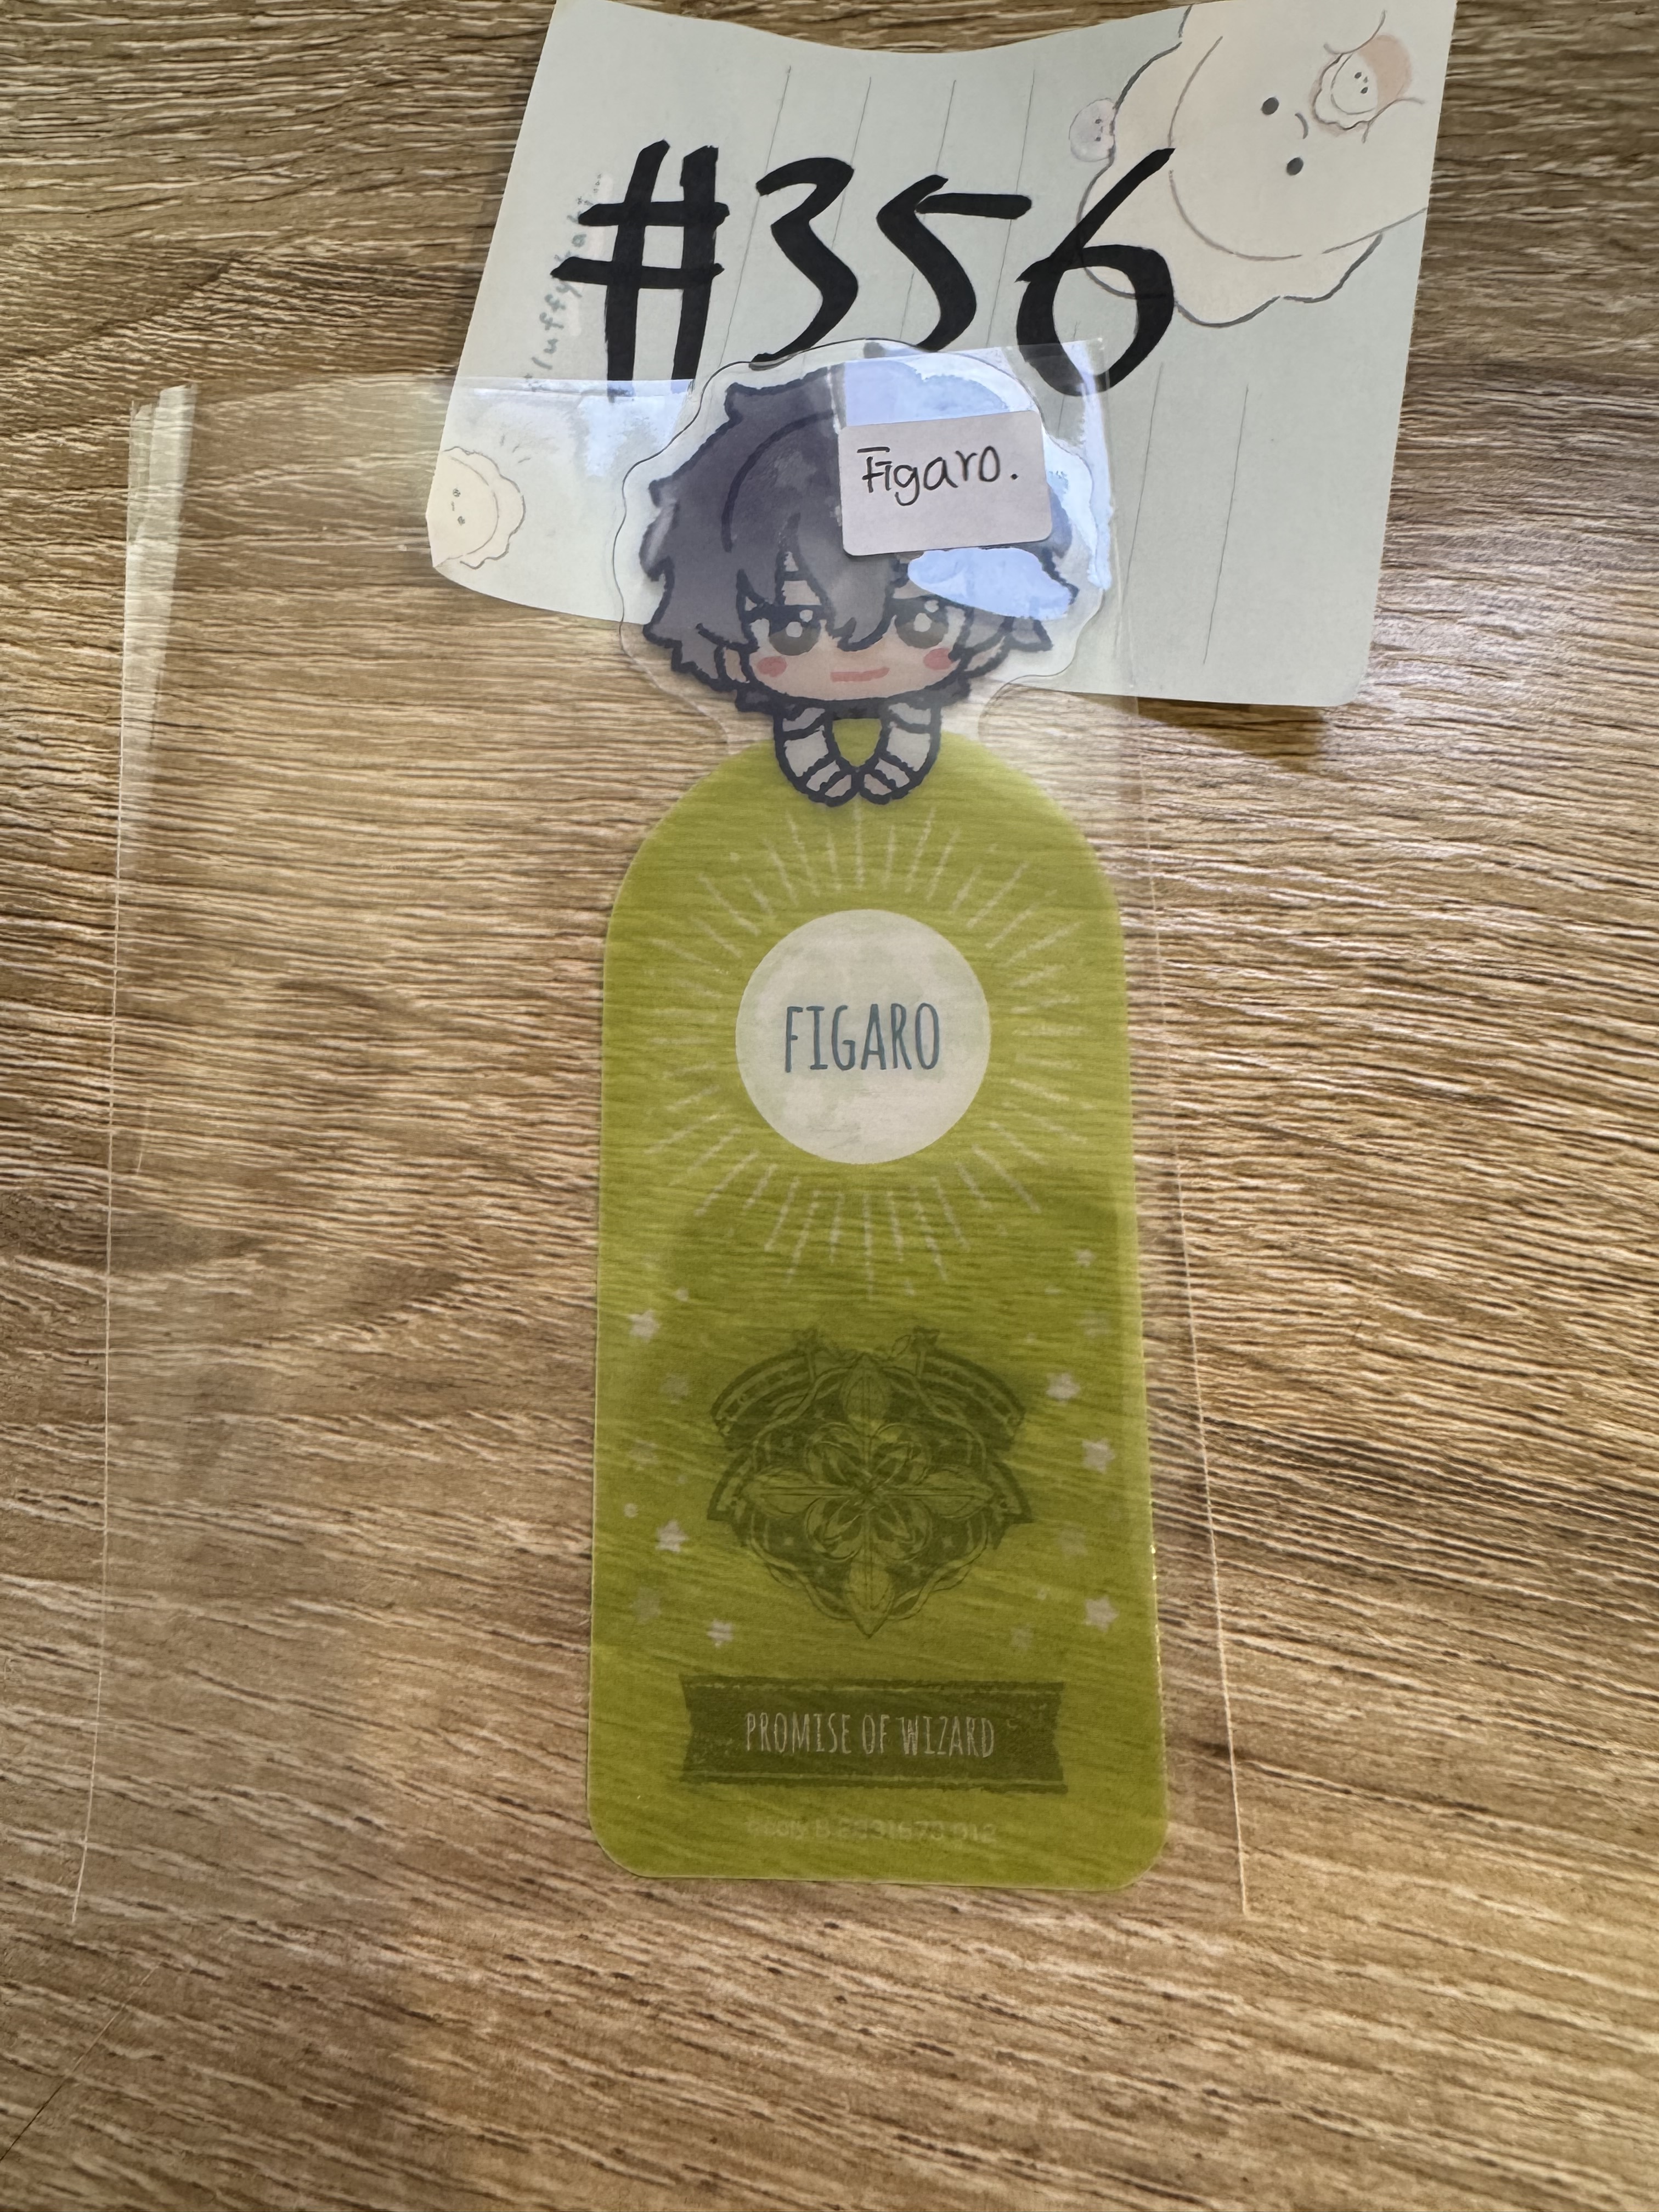 #356
Figaro.
FIGARO
PROMISE OF WIZARD